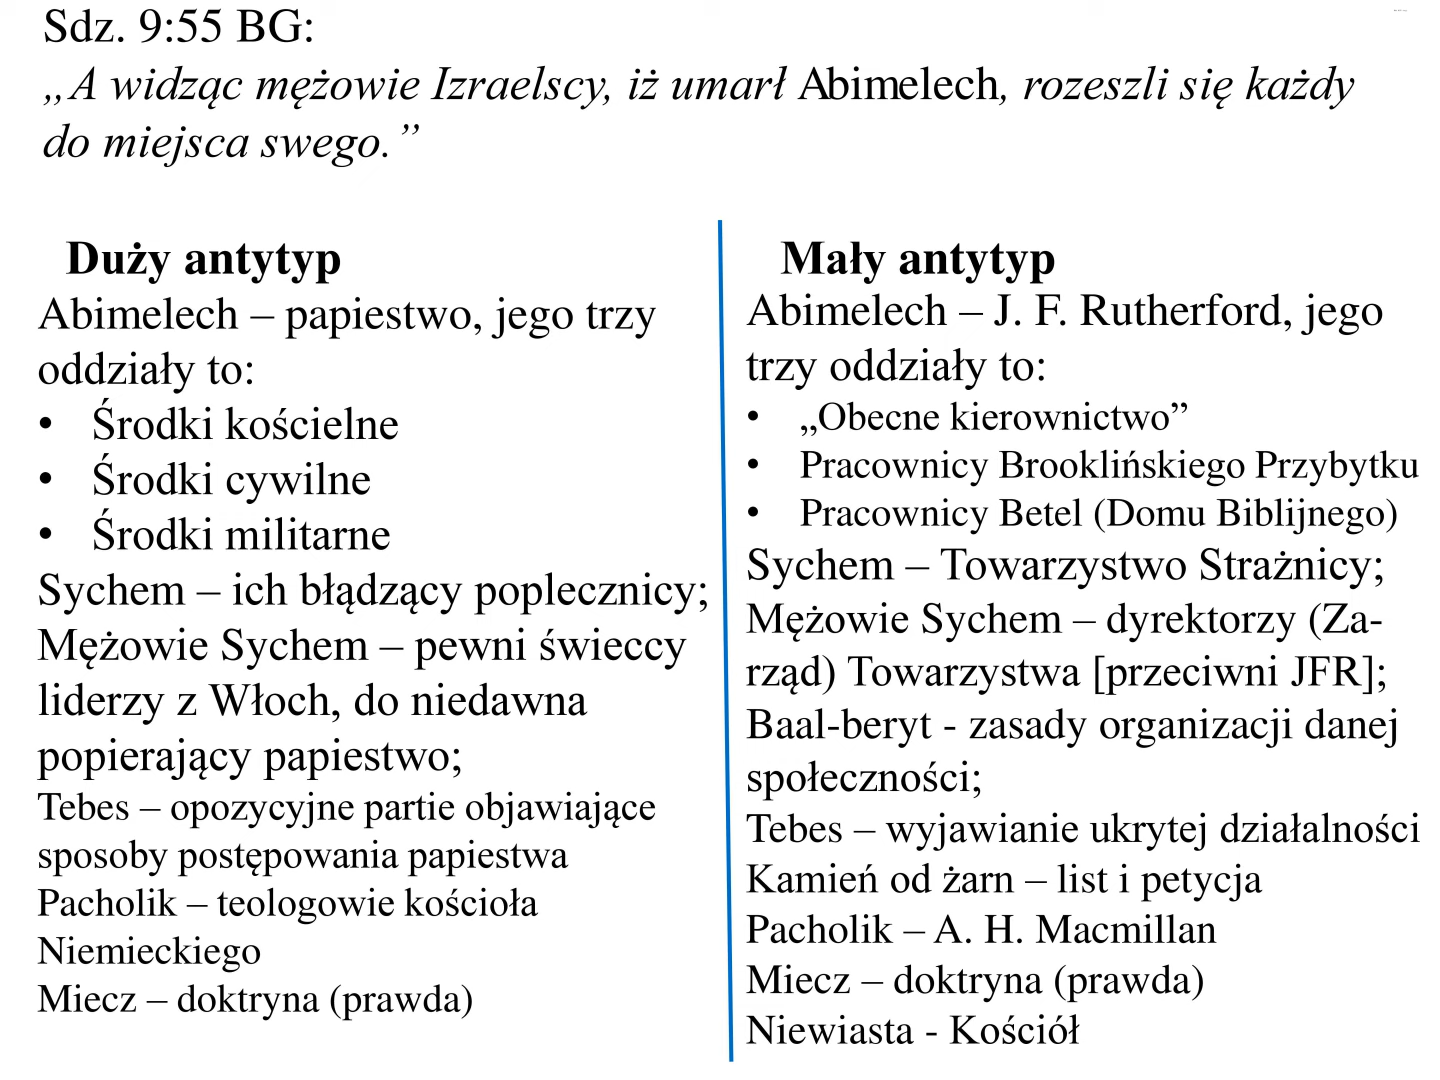 Sdz. 9:55 BG:
„A widząc mężowie Izraelscy, iż umarł Abimelech, rozeszli się każdy
do miejsca swego.”
Duży antytyp
Abimelech – papiestwo, jego trzy
oddziały to:
• Środki kościelne
• Środki cywilne
• Środki militarne
Sychem – ich błądzący poplecznicy;
Mężowie Sychem – pewni świeccy
liderzy z Włoch, do niedawna
popierający papiestwo;
Tebes – opozycyjne partie objawiające
sposoby postępowania papiestwa
Pacholik – teologowie kościoła
Niemieckiego
Miecz – doktryna (prawda)
Mały antytyp
Abimelech – J. F. Rutherford, jego
trzy oddziały to:
• „Obecne kierownictwo”
• Pracownicy Brooklińskiego Przybytku
• Pracownicy Betel (Domu Biblijnego)
Sychem – Towarzystwo Strażnicy;
Mężowie Sychem – dyrektorzy (Za-
rząd) Towarzystwa [przeciwni JFR];
Baal-beryt - zasady organizacji danej
społeczności;
Tebes – wyjawianie ukrytej działalności
Kamień od żarn – list i petycja
Pacholik – A. H. Macmillan
Miecz – doktryna (prawda)
Niewiasta - Kościół